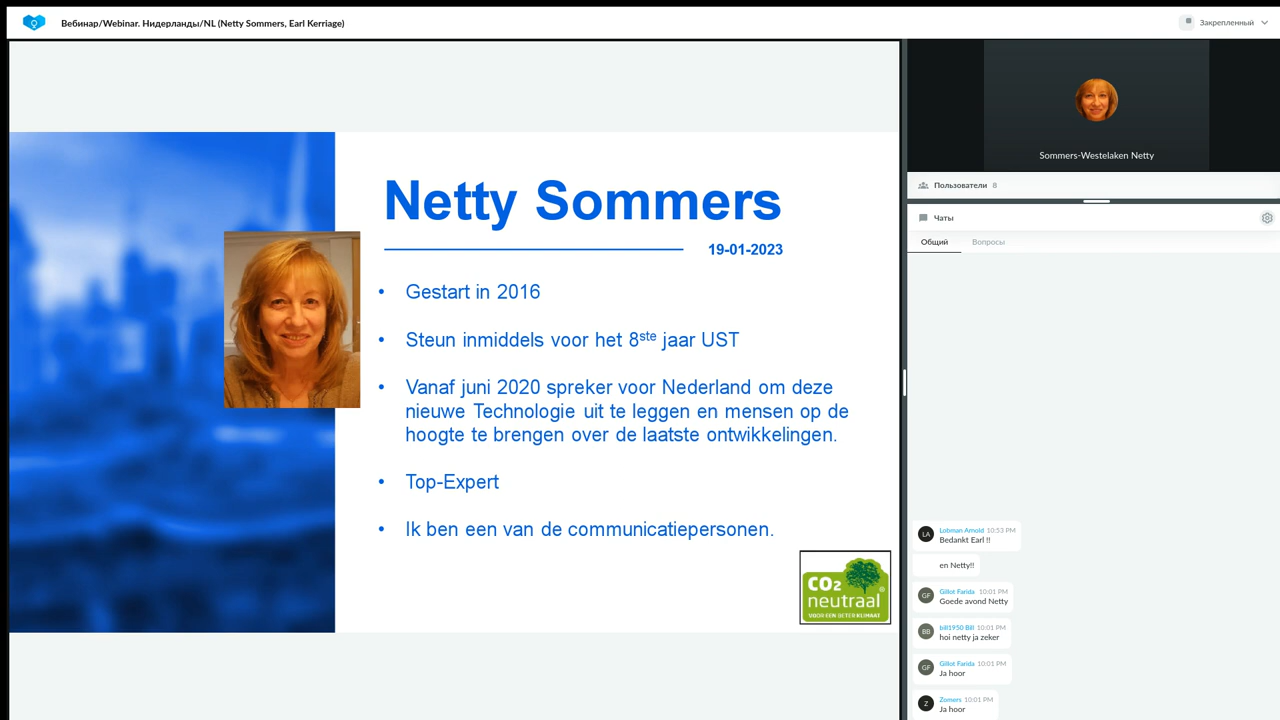 Вебинар/Webinar. Нидерланды/NL (Netty Sommers, Earl Kerriage)
Закрепленный
Netty Sommers
19-01-2023
• Gestart in 2016
• Steun inmiddels voor het 8ste jaar UST
• Vanaf juni 2020 spreker voor Nederland om deze
nieuwe Technologie uit te leggen en mensen op de
hoogte te brengen over de laatste ontwikkelingen.
• Top-Expert
• Ik ben een van de communicatiepersonen.
CO2
neutraal
VOOR EEN BETER KLIMAAT
Sommers-Westelaken Netty
Пользователи 8
Чаты
Общий Вопросы
LA Lobman Arnold 10:53 PM
Bedankt Earl !!
en Netty!!
GF Gillot Farida 10:01 PM
Goede avond Netty
BB bill1950 Bill 10:01 PM
hoi netty ja zeker
GF Gillot Farida 10:01 PM
Ja hoor
Z Zomers 10:01 PM
Ja hoor